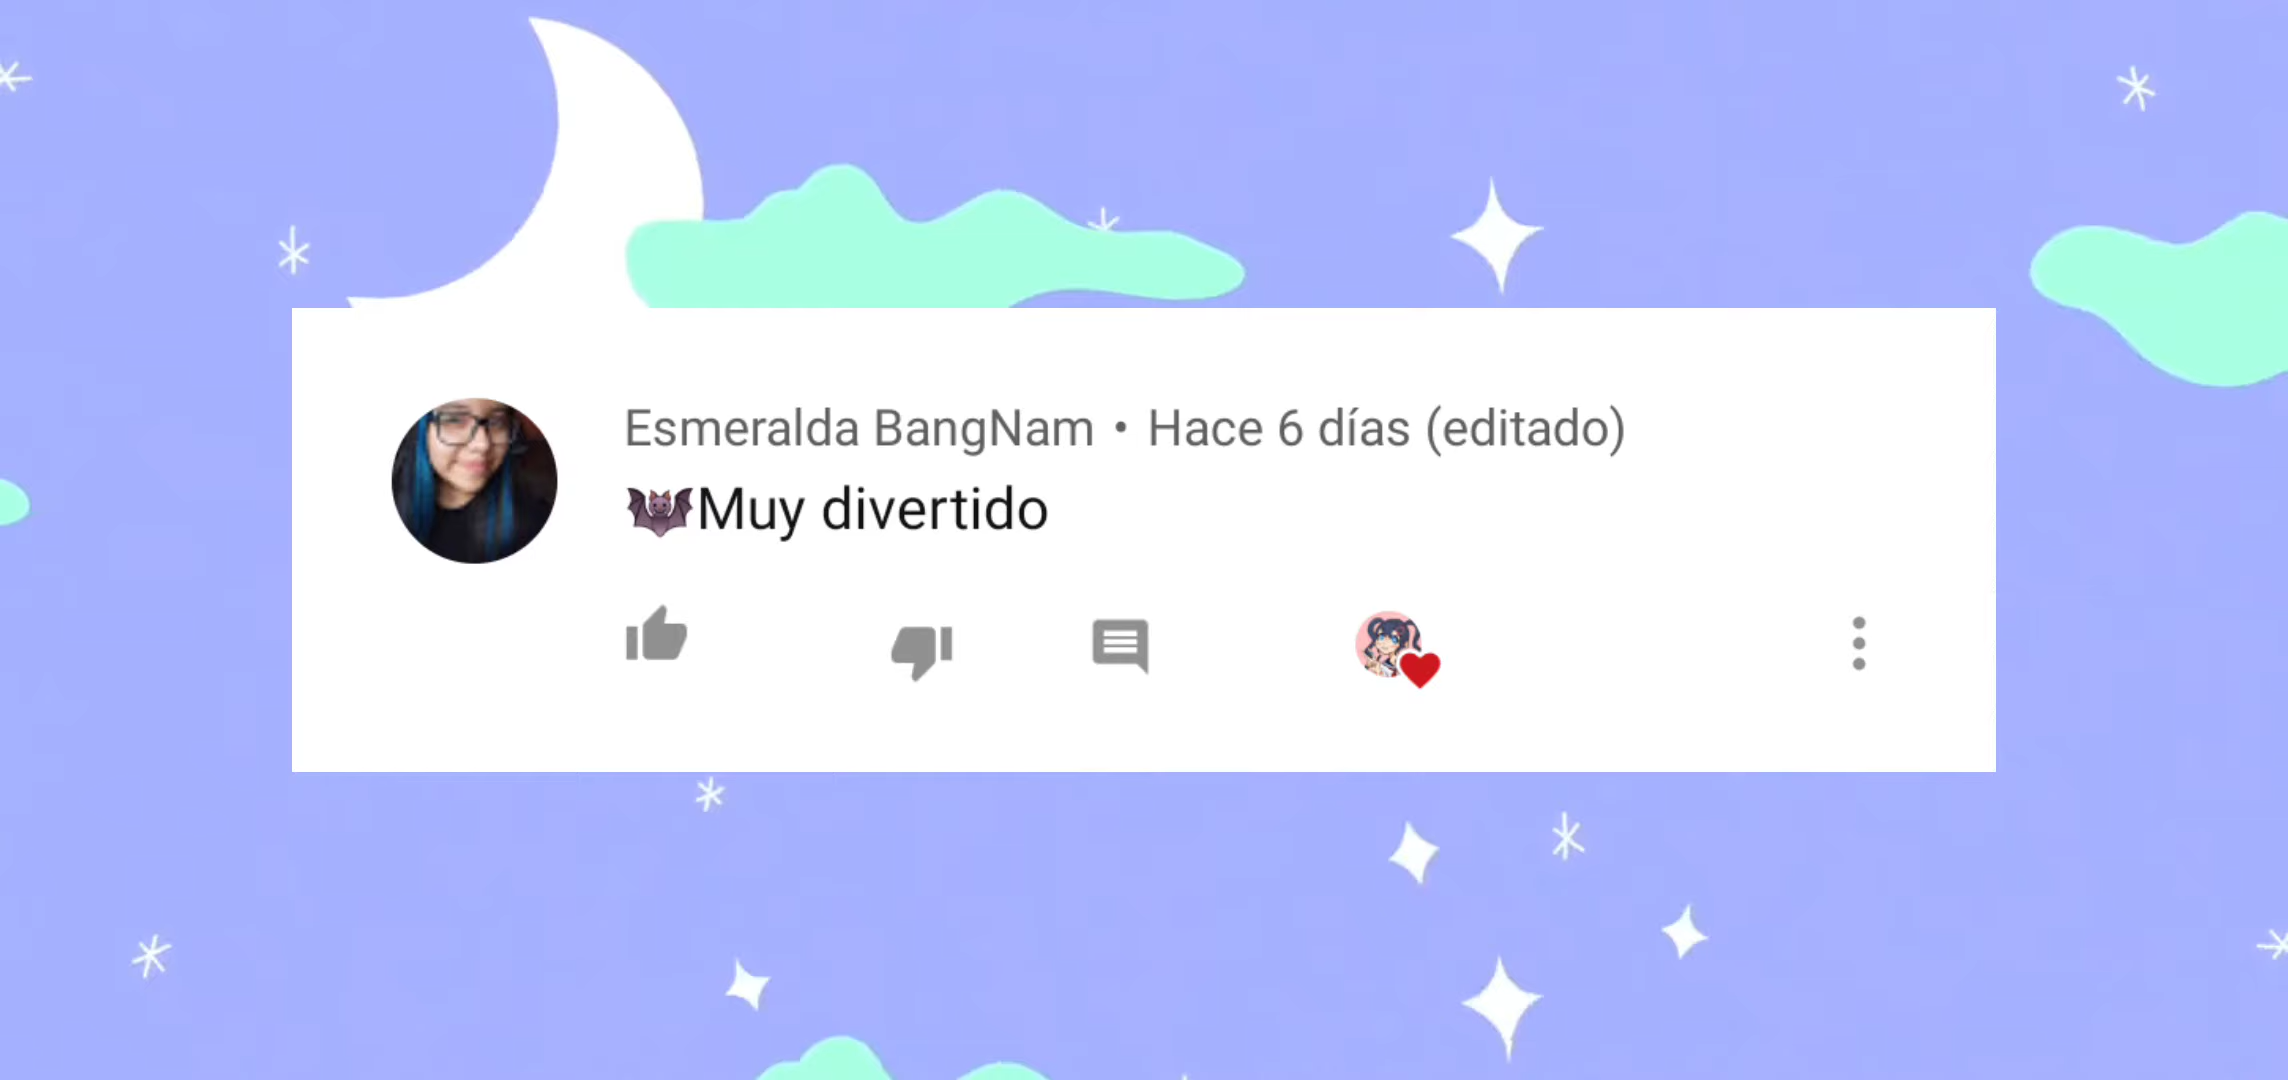 Esmeralda BangNam • Hace 6 días (editado)
🦇Muy divertido